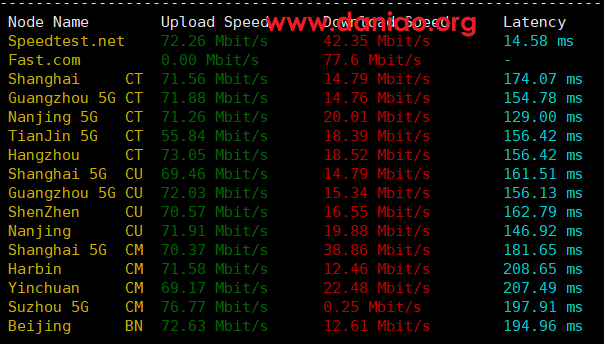 www.daniao.org
Node Name Upload Speed Download Speed Latency
Speedtest.net 72.26 Mbit/s 42.35 Mbit/s 14.58 ms
Fast.com 0.00 Mbit/s 77.6 Mbit/s -
Shanghai CT 71.56 Mbit/s 14.79 Mbit/s 174.07 ms
Guangzhou 5G CT 71.88 Mbit/s 14.76 Mbit/s 154.78 ms
Nanjing 5G CT 71.26 Mbit/s 20.01 Mbit/s 129.00 ms
TianJin 5G CT 55.84 Mbit/s 18.39 Mbit/s 156.42 ms
Hangzhou CT 73.05 Mbit/s 18.52 Mbit/s 156.42 ms
Shanghai 5G CU 69.46 Mbit/s 14.79 Mbit/s 161.51 ms
Guangzhou 5G CU 72.03 Mbit/s 15.34 Mbit/s 156.13 ms
ShenZhen CU 70.57 Mbit/s 16.55 Mbit/s 162.79 ms
Nanjing CU 71.91 Mbit/s 19.88 Mbit/s 146.92 ms
Shanghai 5G CM 70.37 Mbit/s 38.86 Mbit/s 181.65 ms
Harbin CM 71.58 Mbit/s 12.46 Mbit/s 208.65 ms
Yinchuan CM 69.17 Mbit/s 22.48 Mbit/s 207.49 ms
Suzhou 5G CM 76.77 Mbit/s 0.25 Mbit/s 197.91 ms
Beijing BN 72.63 Mbit/s 12.61 Mbit/s 194.96 ms